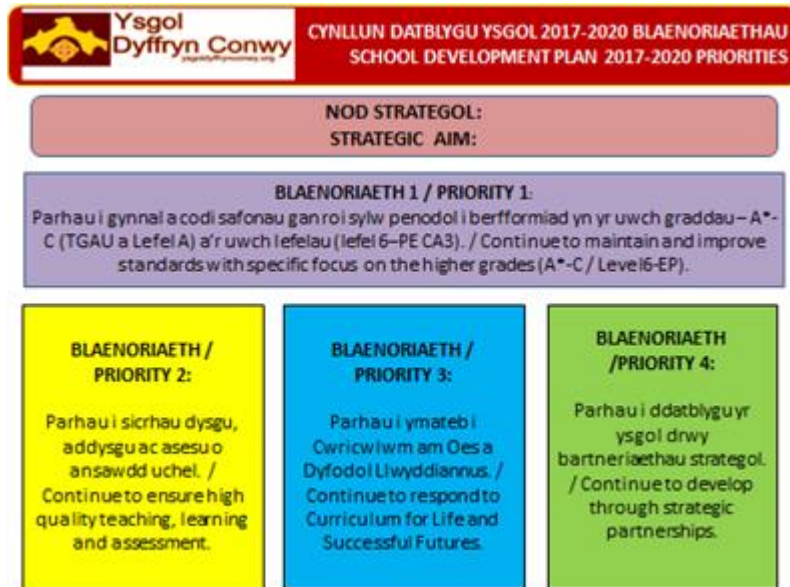 Ysgol
Dyffryn Conwy
ysgoldyffrynconwy.org
CYNLLUN DATBLYGU YSGOL 2017-2020 BLAENORIAETHAU
SCHOOL DEVELOPMENT PLAN 2017-2020 PRIORITIES
NOD STRATEGOL:
STRATEGIC AIM:
BLAENORIAETH 1 / PRIORITY 1:
Parhau i gynnal a codi safonau gan roi sylw penodol i berfformiad yn yr uwch graddau – A*-
C (TGAU a Lefel A) a'r uwch lefelau (lefel 6–PE CA3). / Continue to maintain and improve
standards with specific focus on the higher grades (A*-C / Level6-EP).
BLAENORIAETH /
PRIORITY 2:
Parhau i sicrhau dysgu,
addysgu ac asesu o
ansawdd uchel. /
Continue to ensure high
quality teaching, learning
and assessment.
BLAENORIAETH /
PRIORITY 3:
Parhau i ymateb i
Cwricwlwm am Oes a
Dyfodol Llwyddiannus. /
Continue to respond to
Curriculum for Life and
Successful Futures.
BLAENORIAETH
/PRIORITY 4:
Parhau i ddatblygu yr
ysgol drwy
bartneriaethau strategol.
/ Continue to develop
through strategic
partnerships.